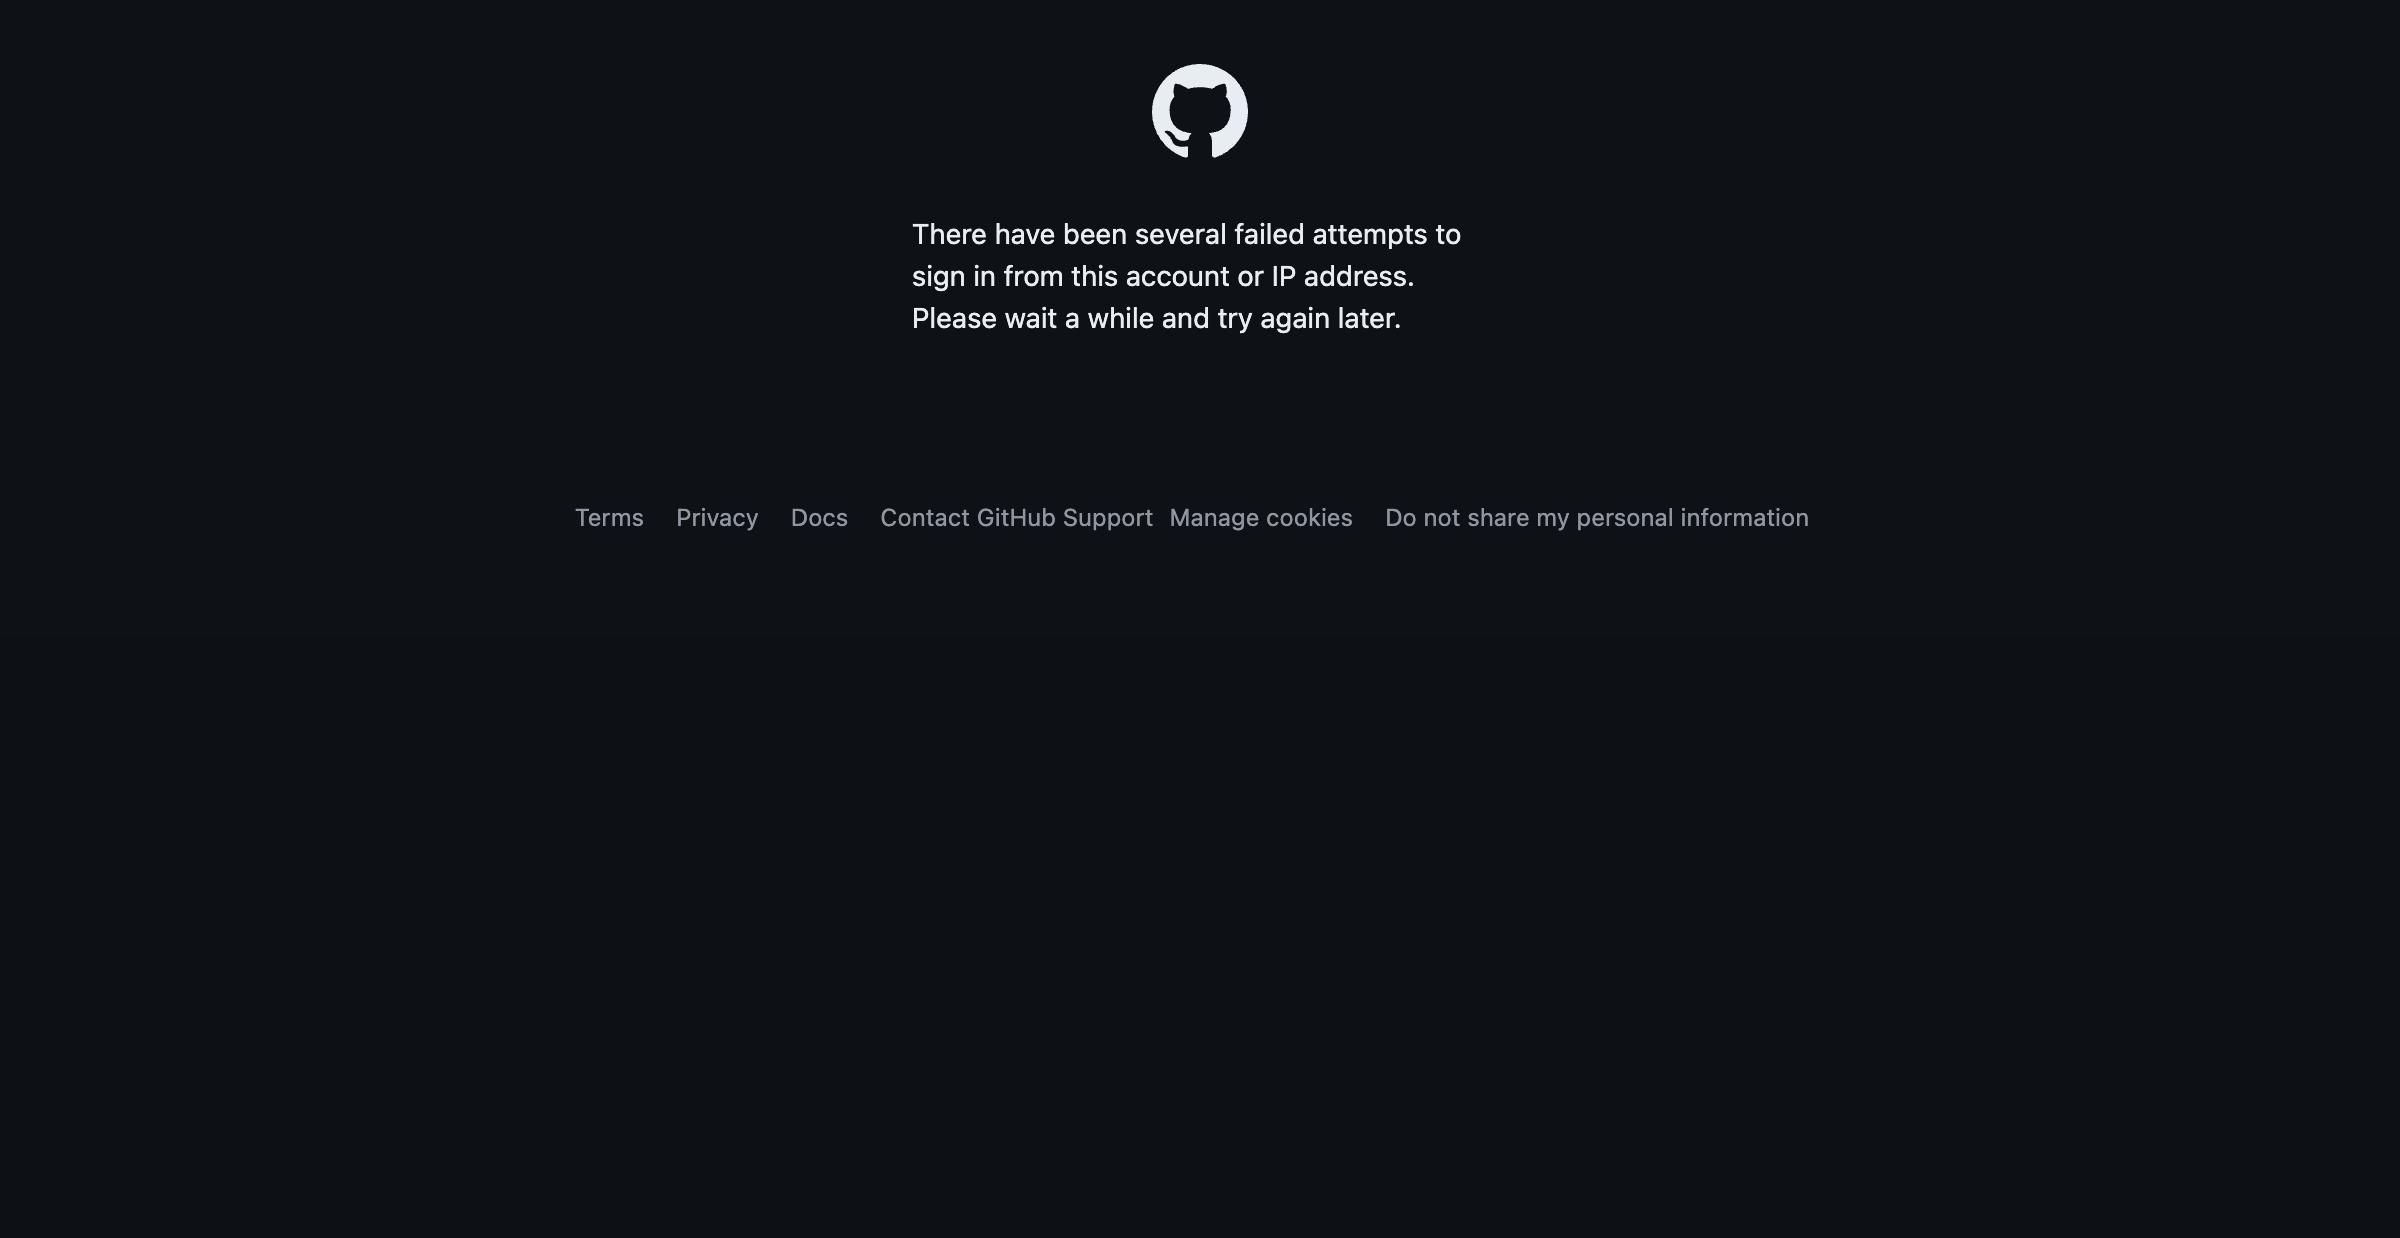 There have been several failed attempts to
sign in from this account or IP address.
Please wait a while and try again later.
Terms Privacy Docs Contact GitHub Support Manage cookies Do not share my personal information